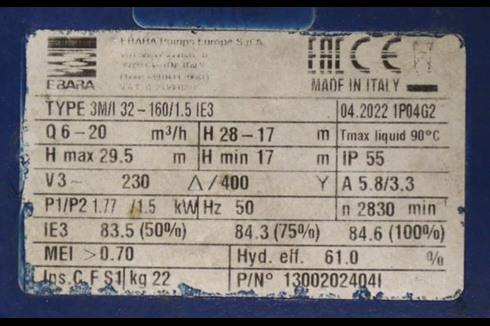 EBARA Pumps Europe S.p.A.
EBARA
EAC CE
MADE IN ITALY
TYPE 3M/I 32-160/1.5 IE3 04.2022 1P04G2
Q 6-20 m³/h H 28-17 m Tmax liquid 90°C
H max 29.5 m H min 17 m IP 55
V3~ 230 Δ/400 Y A 5.8/3.3
P1/P2 1.77 /1.5 kW Hz 50 n 2830 min
IE3 83.5 (50%) 84.3 (75%) 84.6 (100%)
MEI > 0.70 Hyd. eff. 61.0 %
Ins.C.F S1 kg 22 P/N° 1300202404I